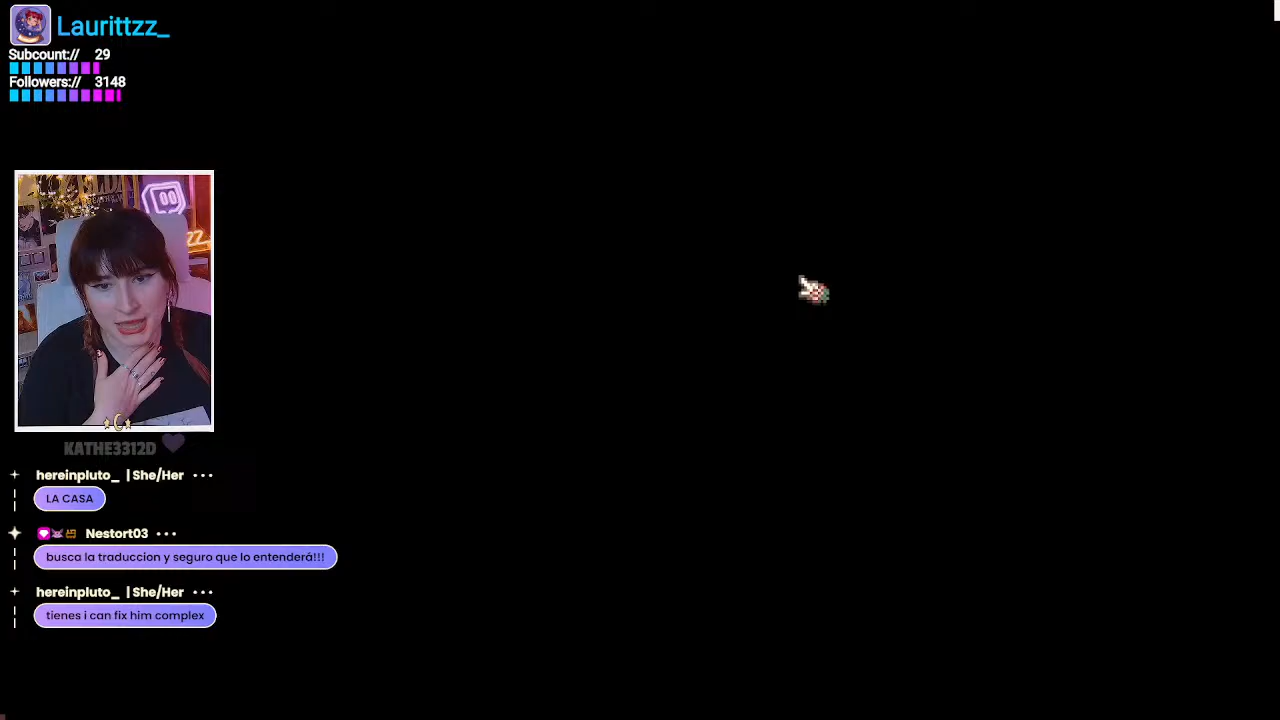 Laurittzz_
Subcount:// 29
Followers:// 3148
KATHE3312D
hereinpluto_ | She/Her
LA CASA
Nestort03
busca la traduccion y seguro que lo entenderá!!!
hereinpluto_ | She/Her
tienes i can fix him complex